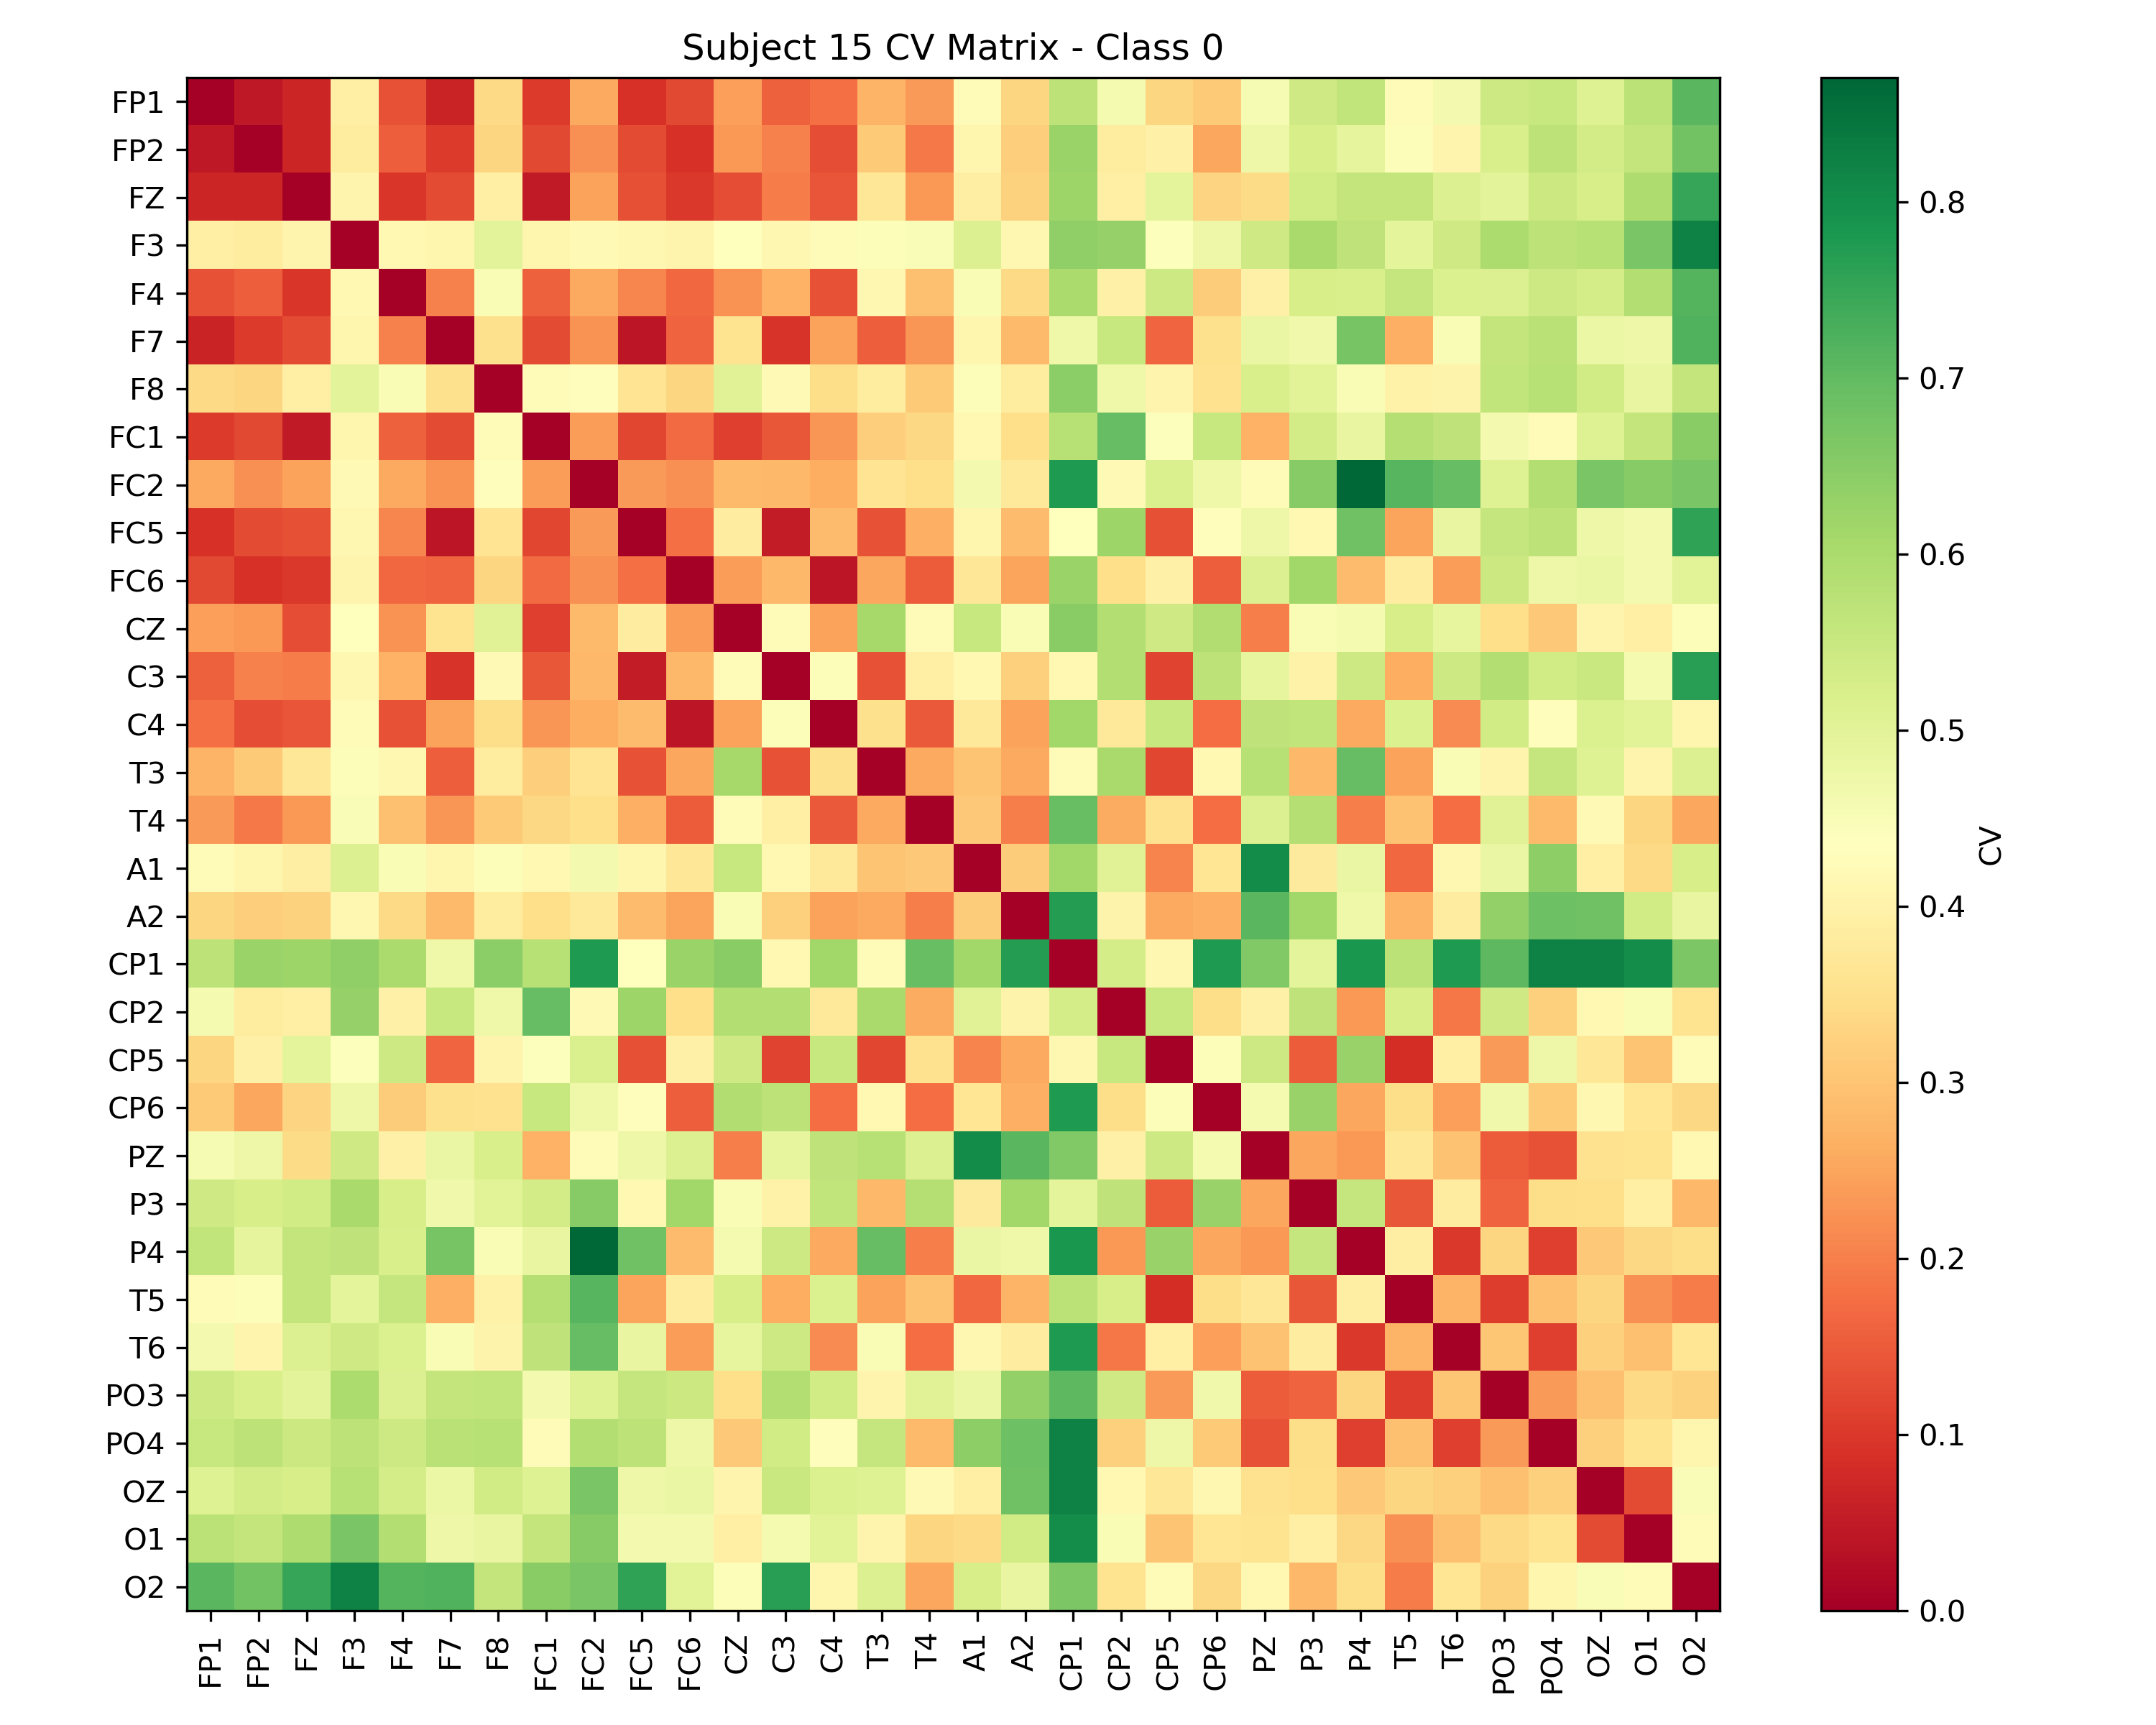 Subject 15 CV Matrix - Class 0
FP1
FP2
FZ
F3
F4
F7
F8
FC1
FC2
FC5
FC6
CZ
C3
C4
T3
T4
A1
A2
CP1
CP2
CP5
CP6
PZ
P3
P4
T5
T6
PO3
PO4
OZ
O1
O2
FP1 FP2 FZ F3 F4 F7 F8 FC1 FC2 FC5 FC6 CZ C3 C4 T3 T4 A1 A2 CP1 CP2 CP5 CP6 PZ P3 P4 T5 T6 PO3 PO4 OZ O1 O2
0.8
0.7
0.6
0.5
0.4
0.3
0.2
0.1
0.0
CV